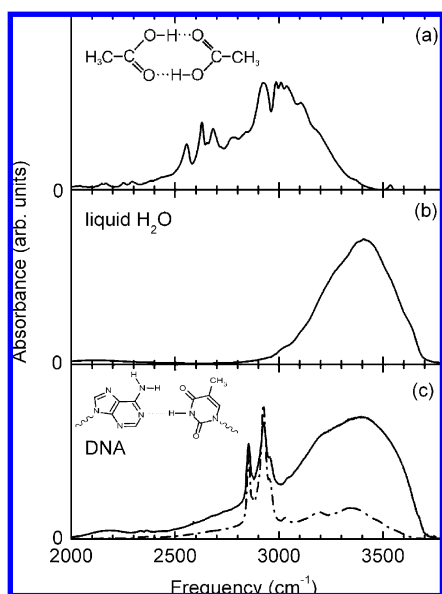 (a)
O-H···O
H₃C-C C-CH₃
O···H-O
0
Absorbance (arb. units)
(b)
liquid H₂O
0
(c)
H
N-H
N
N
N
N
N
CH₃
O
H-N
N
O
DNA
0
2000 2500 3000 3500
Frequency (cm⁻¹)